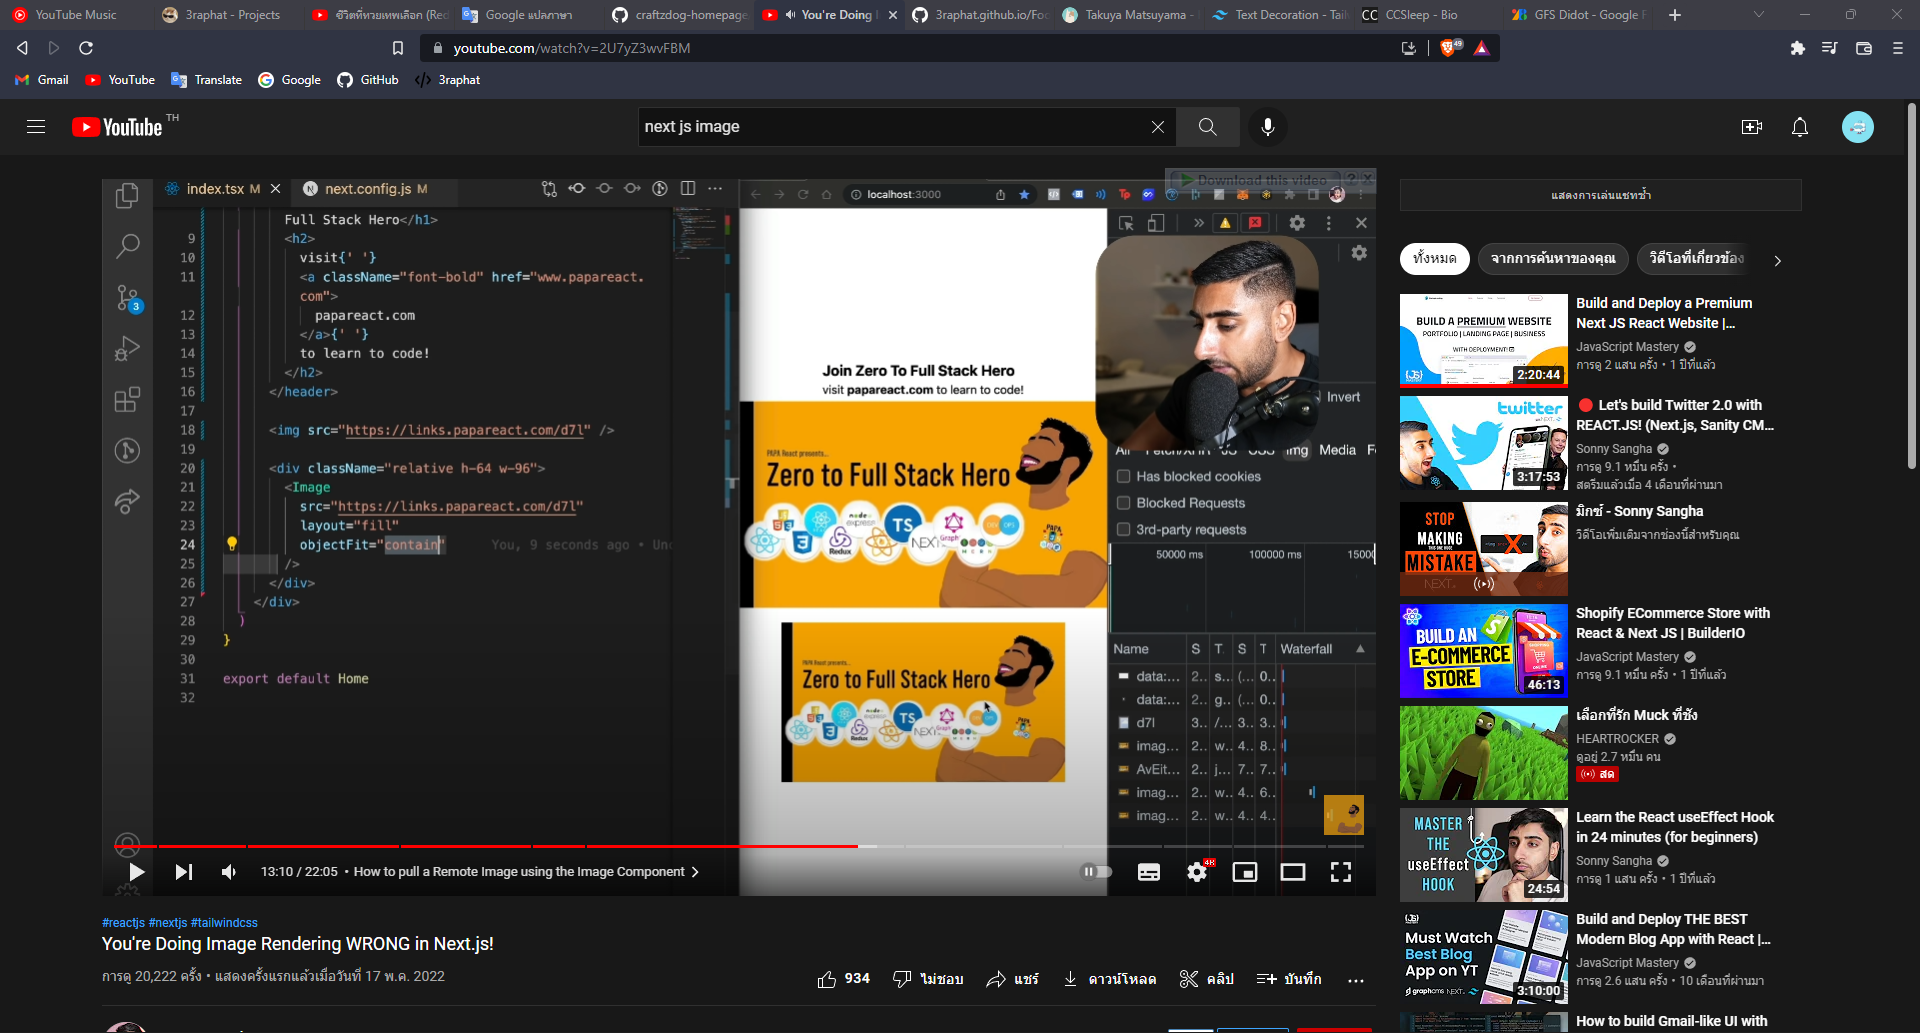 YouTube Music
3raphat - Projects
ชีวิตที่หวยเทพเลือก (Red
Google แปลภาษา
craftzdog-homepage
You're Doing
3raphat.github.io/Foc
Takuya Matsuyama -
Text Decoration - Tail
CCSleep - Bio
GFS Didot - Google F
youtube.com/watch?v=2U7yZ3wvFBM
Gmail
YouTube
Translate
Google
GitHub
3raphat
YouTube TH
next js image
index.tsx M
next.config.js M
Full Stack Hero</h1>
9 <h2>
10 visit{' '}
11 <a className="font-bold" href="www.papareact.
com">
12 papareact.com
13 </a>{' '}
14 to learn to code!
15 </h2>
16 </header>
17
18 <img src="https://links.papareact.com/d7l" />
19
20 <div className="relative h-64 w-96">
21 <Image
22 src="https://links.papareact.com/d7l"
23 layout="fill"
24 objectFit="contain" You, 9 seconds ago • Unc
25 />
26 </div>
27 </div>
28 )
29 }
30
31 export default Home
32
3
localhost:3000
Download this video
Join Zero To Full Stack Hero
visit papareact.com to learn to code!
PAPA React presents...
Zero to Full Stack Hero
PAPA React presents...
Zero to Full Stack Hero
Invert
All Fetch/XHR JS CSS Img Media F
Has blocked cookies
Blocked Requests
3rd-party requests
50000 ms 100000 ms 15000
Name S T. S T Waterfall
data:... 2.. s... (... 0..
data:... 2.. g.. (... 0..
d7l 3.. /... 3.. 3..
imag... 2.. w.. 4.. 8..
AvEit... 2.. j... 7.. 7..
imag... 2.. w.. 4.. 6..
imag... 2.. w.. 4.. 4..
13:10 / 22:05 • How to pull a Remote Image using the Image Component
4K
#reactjs #nextjs #tailwindcss
You're Doing Image Rendering WRONG in Next.js!
การดู 20,222 ครั้ง • แสดงครั้งแรกแล้วเมื่อวันที่ 17 พ.ค. 2022
934
ไม่ชอบ
แชร์
ดาวน์โหลด
คลิป
บันทึก
แสดงการเล่นแชทซ้ำ
ทั้งหมด
จากการค้นหาของคุณ
วิดีโอที่เกี่ยวข้อง
BUILD A PREMIUM WEBSITE
PORTFOLIO | LANDING PAGE | BUSINESS
WITH DEPLOYMENT!
2:20:44
Build and Deploy a Premium
Next JS React Website |...
JavaScript Mastery
การดู 2 แสน ครั้ง • 1 ปีที่แล้ว
twitter
3:17:53
Let's build Twitter 2.0 with
REACT.JS! (Next.js, Sanity CM...
Sonny Sangha
การดู 9.1 หมื่น ครั้ง •
สตรีมแล้วเมื่อ 4 เดือนที่ผ่านมา
STOP
MAKING
MISTAKE
NEXT
มิกซ์ - Sonny Sangha
วิดีโอเพิ่มเติมจากช่องนี้สำหรับคุณ
BUILD AN
E-COMMERCE
STORE
46:13
Shopify ECommerce Store with
React & Next JS | BuilderIO
JavaScript Mastery
การดู 9.1 หมื่น ครั้ง • 1 ปีที่แล้ว
เลือกที่รัก Muck ที่ชัง
HEARTROCKER
ดูอยู่ 2.7 หมื่น คน
สด
MASTER
THE
useEffect
HOOK
24:54
Learn the React useEffect Hook
in 24 minutes (for beginners)
Sonny Sangha
การดู 1 แสน ครั้ง • 1 ปีที่แล้ว
Must Watch
Best Blog
App on YT
graphcms NEXT
3:10:00
Build and Deploy THE BEST
Modern Blog App with React |...
JavaScript Mastery
การดู 2.6 แสน ครั้ง • 10 เดือนที่ผ่านมา
How to build Gmail-like UI with